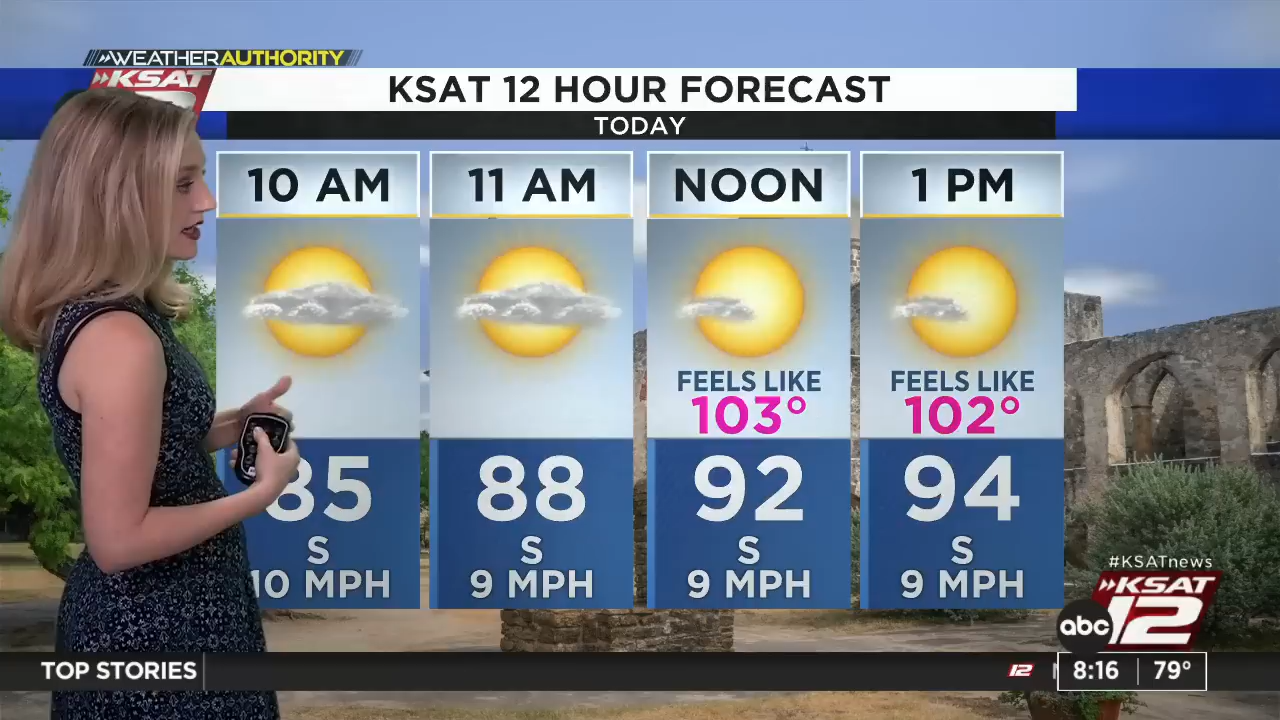 WEATHERAUTHORITY
KSAT
KSAT 12 HOUR FORECAST
TODAY
10 AM
11 AM
NOON
1 PM
FEELS LIKE
103°
FEELS LIKE
102°
85
88
92
94
S
S
S
S
10 MPH
9 MPH
9 MPH
9 MPH
#KSATnews
KSAT
12
abc
TOP STORIES
12
8:16
79°